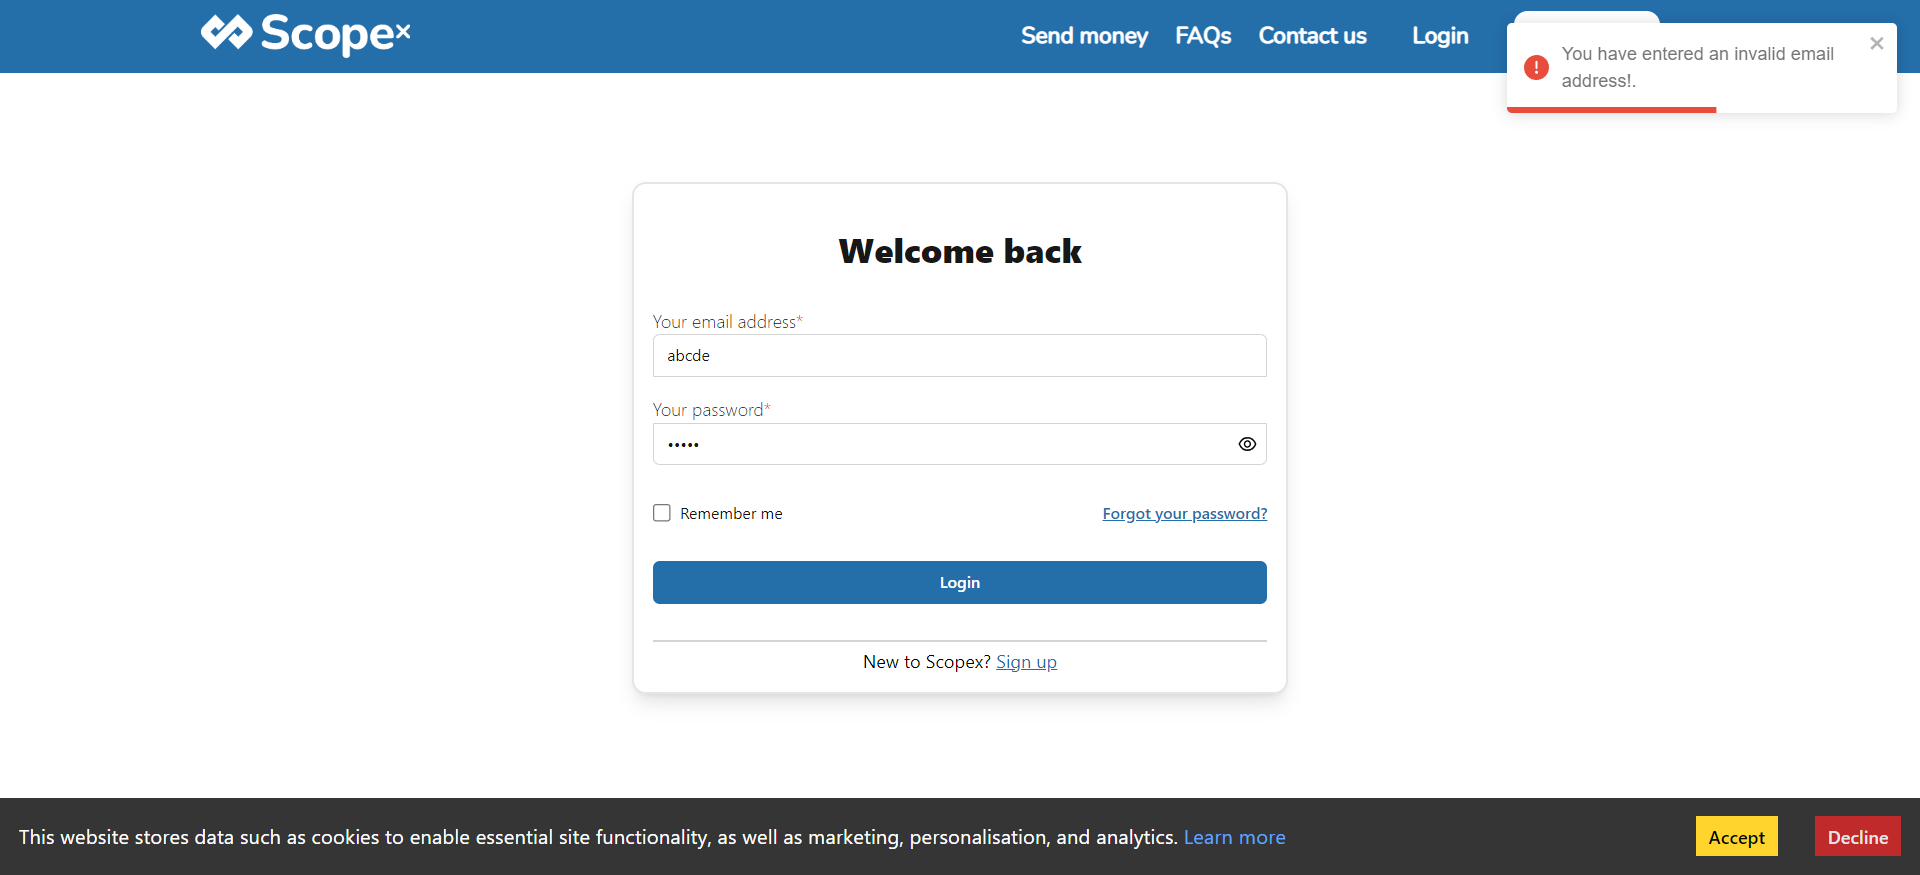 Scopex
Send money FAQs Contact us Login
You have entered an invalid email
address!.
Welcome back
Your email address*
abcde
Your password*
•••••
Remember me Forgot your password?
Login
New to Scopex? Sign up
This website stores data such as cookies to enable essential site functionality, as well as marketing, personalisation, and analytics. Learn more Accept Decline